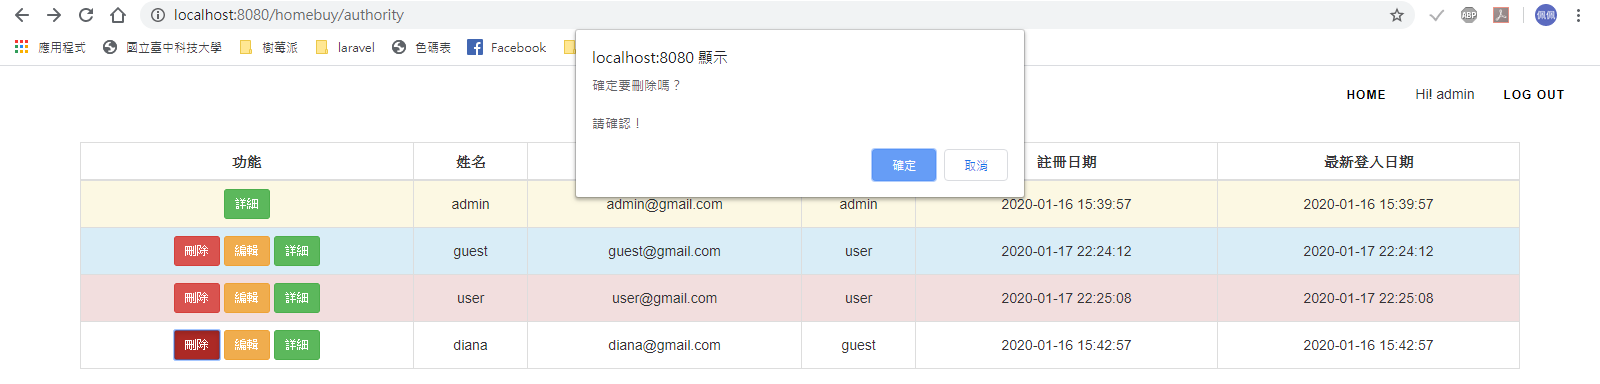 localhost:8080/homebuy/authority
ABP
佩佩
應用程式 國立臺中科技大學 樹莓派 laravel 色碼表 Facebook
localhost:8080 顯示
確定要刪除嗎？
請確認！
確定 取消
HOME Hi! admin LOG OUT
功能 姓名 註冊日期 最新登入日期
詳細 admin admin@gmail.com admin 2020-01-16 15:39:57 2020-01-16 15:39:57
刪除 編輯 詳細 guest guest@gmail.com user 2020-01-17 22:24:12 2020-01-17 22:24:12
刪除 編輯 詳細 user user@gmail.com user 2020-01-17 22:25:08 2020-01-17 22:25:08
刪除 編輯 詳細 diana diana@gmail.com guest 2020-01-16 15:42:57 2020-01-16 15:42:57